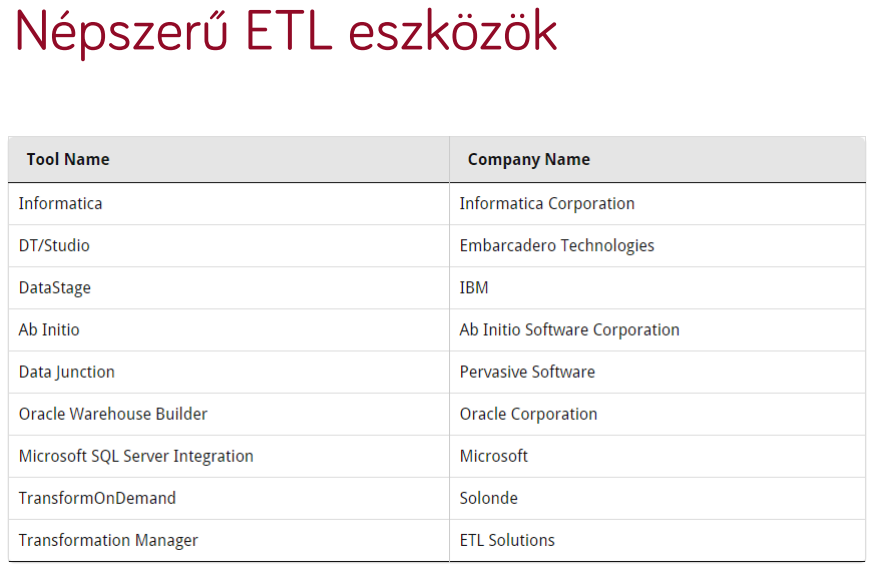 Népszerű ETL eszközök
Tool Name Company Name
Informatica Informatica Corporation
DT/Studio Embarcadero Technologies
DataStage IBM
Ab Initio Ab Initio Software Corporation
Data Junction Pervasive Software
Oracle Warehouse Builder Oracle Corporation
Microsoft SQL Server Integration Microsoft
TransformOnDemand Solonde
Transformation Manager ETL Solutions